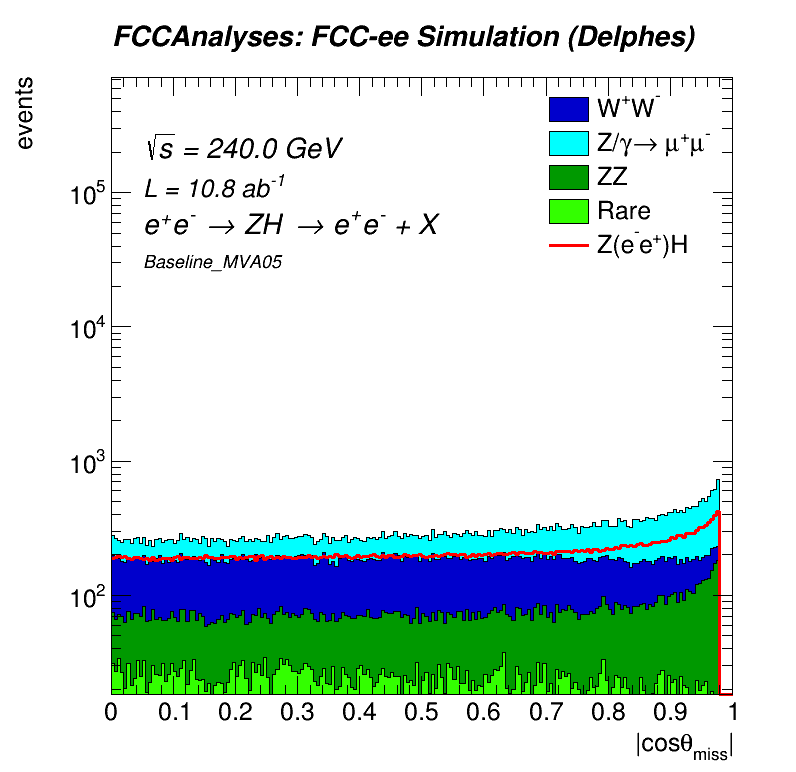 FCCAnalyses: FCC-ee Simulation (Delphes)
events
√s = 240.0 GeV
L = 10.8 ab⁻¹
e⁺e⁻ → ZH → e⁺e⁻ + X
Baseline_MVA05
W⁺W⁻
Z/γ→ μ⁺μ⁻
ZZ
Rare
Z(e⁻e⁺)H
10⁵
10⁴
10³
10²
0 0.1 0.2 0.3 0.4 0.5 0.6 0.7 0.8 0.9 1
|cosθ_miss|